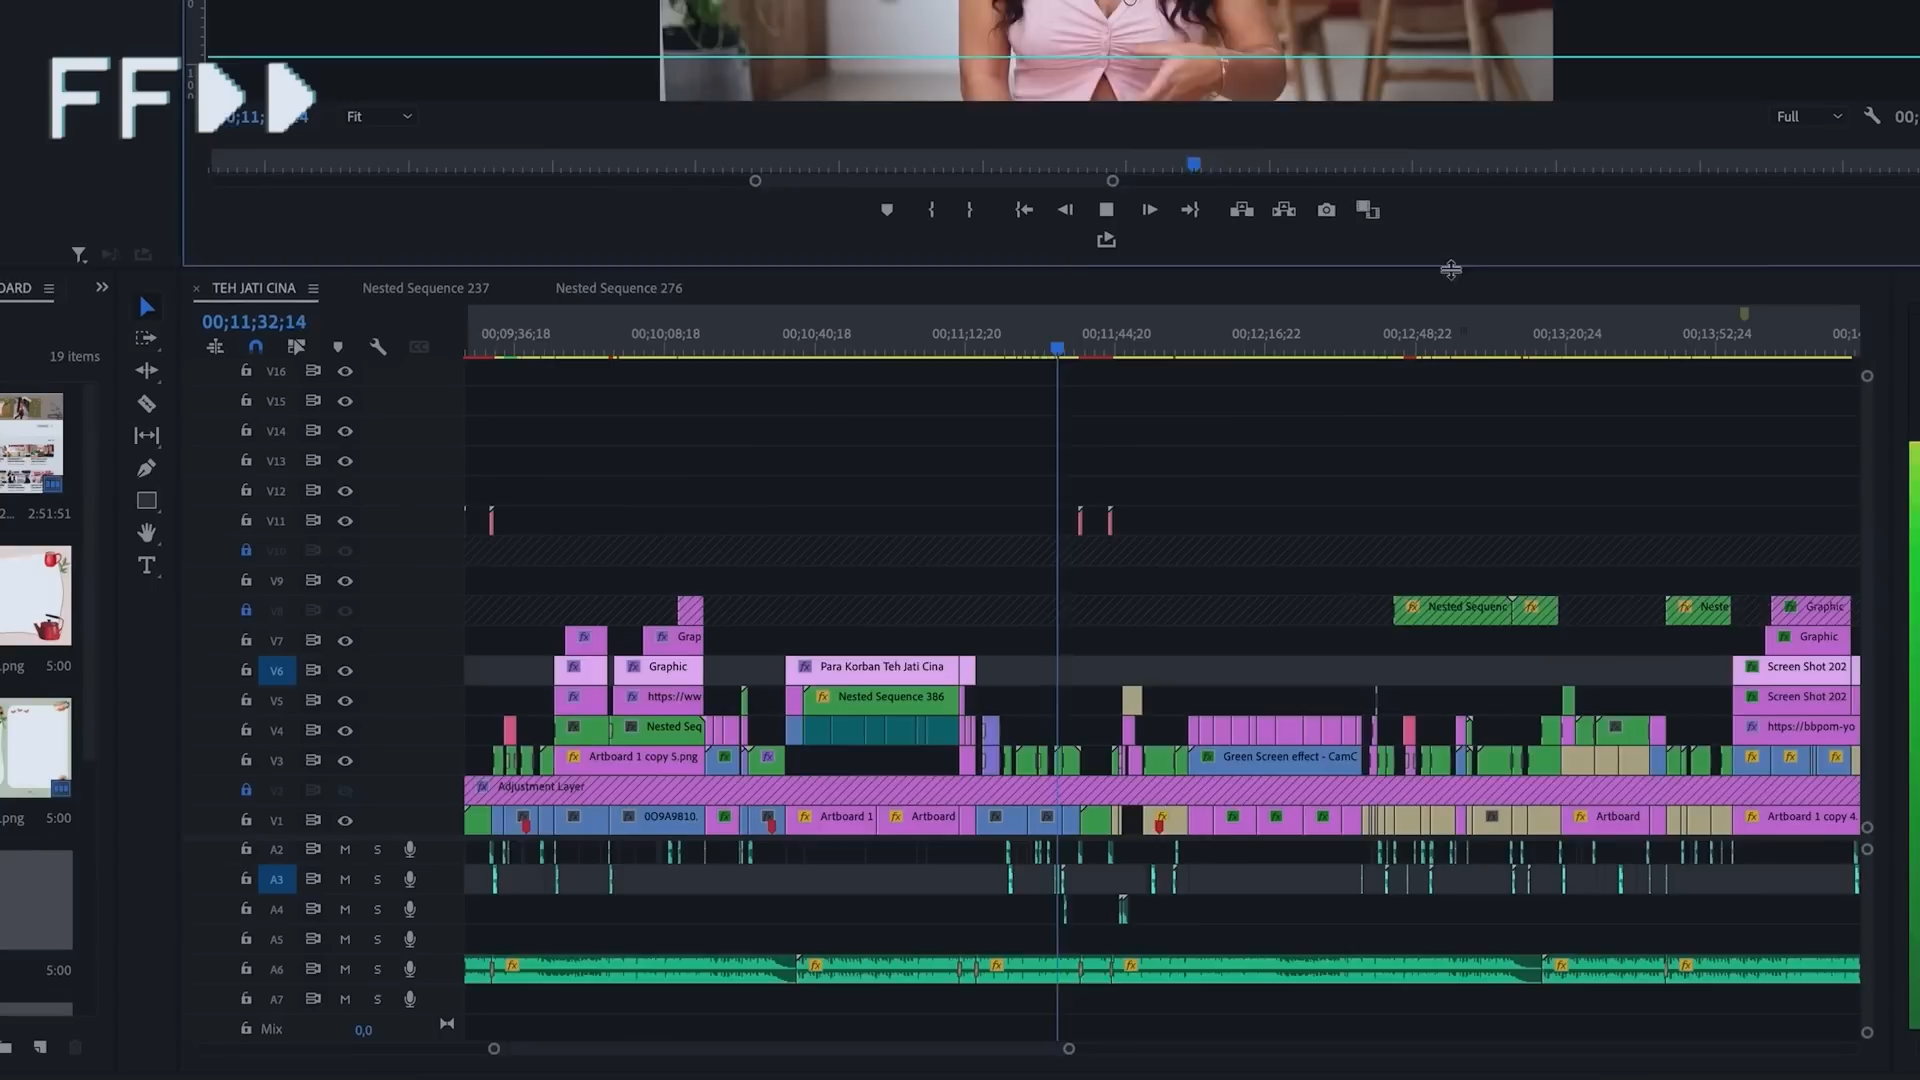 FF
Fit
Full
00;
OARD
TEH JATI CINA
Nested Sequence 237
Nested Sequence 276
00;11;32;14
19 items
00;09;36;18
00;10;08;18
00;10;40;18
00;11;12;20
00;11;44;20
00;12;16;22
00;12;48;22
00;13;20;24
00;13;52;24
V16
V15
V14
V13
V12
2... 2:51:51
V11
V10
V9
V8
Nested Sequenc
Neste
Graphic
V7
Grap
Graphic
.png 5:00
V6
Graphic
Para Korban Teh Jati Cina
Screen Shot 202
V5
https://ww
Nested Sequence 386
Screen Shot 202
V4
Nested Seq
https://bbpom-yo
V3
Artboard 1 copy 5.png
Green Screen effect - CamC
V2
Adjustment Layer
.png 5:00
V1
0O9A9810.
Artboard 1
Artboard
Artboard
Artboard 1 copy 4.
A2 M S
A3 M S
A4 M S
A5 M S
5:00
A6 M S
A7 M S
Mix 0,0